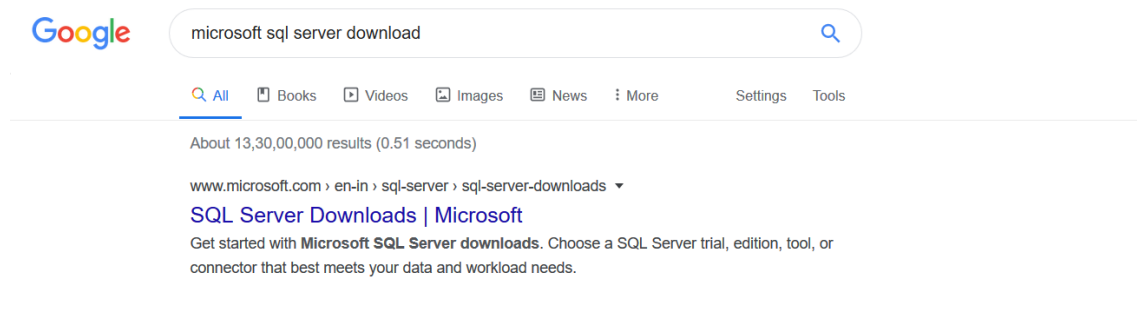 Google
microsoft sql server download
All Books Videos Images News More Settings Tools
About 13,30,00,000 results (0.51 seconds)
www.microsoft.com › en-in › sql-server › sql-server-downloads
SQL Server Downloads | Microsoft
Get started with Microsoft SQL Server downloads. Choose a SQL Server trial, edition, tool, or
connector that best meets your data and workload needs.